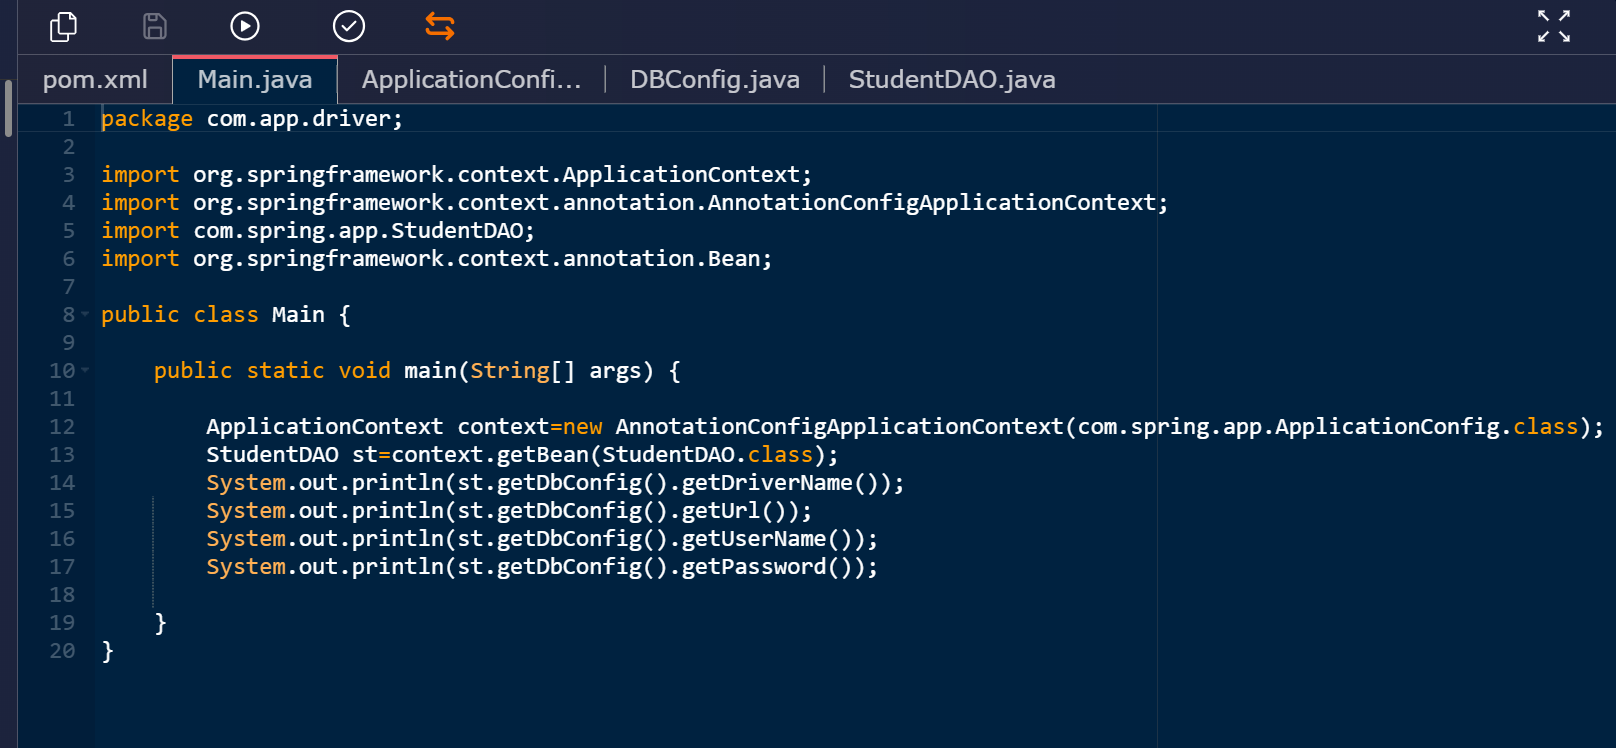 pom.xml Main.java ApplicationConfi... DBConfig.java StudentDAO.java
1 package com.app.driver;
2
3 import org.springframework.context.ApplicationContext;
4 import org.springframework.context.annotation.AnnotationConfigApplicationContext;
5 import com.spring.app.StudentDAO;
6 import org.springframework.context.annotation.Bean;
7
8 public class Main {
9
10     public static void main(String[] args) {
11
12         ApplicationContext context=new AnnotationConfigApplicationContext(com.spring.app.ApplicationConfig.class);
13         StudentDAO st=context.getBean(StudentDAO.class);
14         System.out.println(st.getDbConfig().getDriverName());
15         System.out.println(st.getDbConfig().getUrl());
16         System.out.println(st.getDbConfig().getUserName());
17         System.out.println(st.getDbConfig().getPassword());
18
19     }
20 }